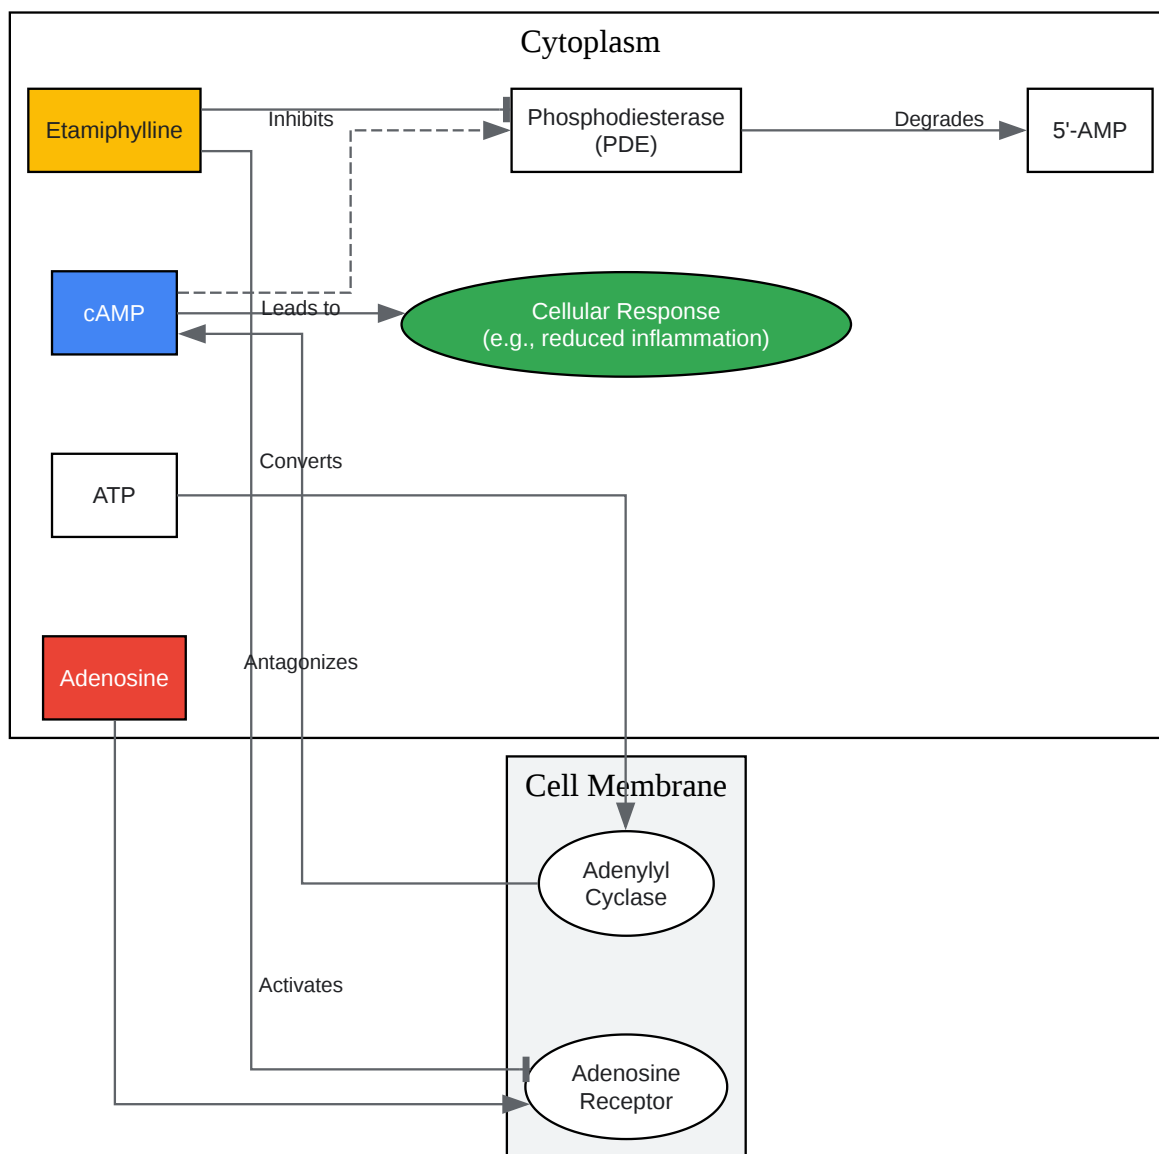 Cytoplasm
Etamiphylline
Inhibits
Phosphodiesterase
(PDE)
Degrades
5'-AMP
cAMP
Leads to
Cellular Response
(e.g., reduced inflammation)
Converts
ATP
Antagonizes
Adenosine
Cell Membrane
Adenylyl
Cyclase
Activates
Adenosine
Receptor